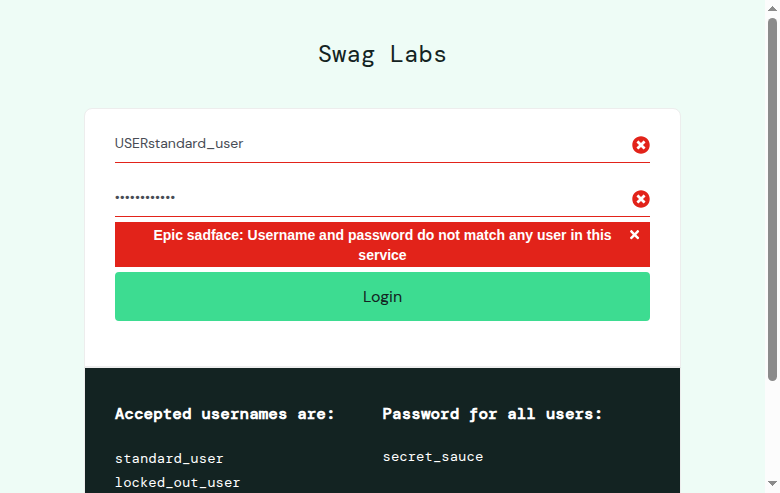 Swag Labs
USERstandard_user
••••••••••••
Epic sadface: Username and password do not match any user in this
service
Login
Accepted usernames are:
Password for all users:
standard_user
secret_sauce
locked_out_user